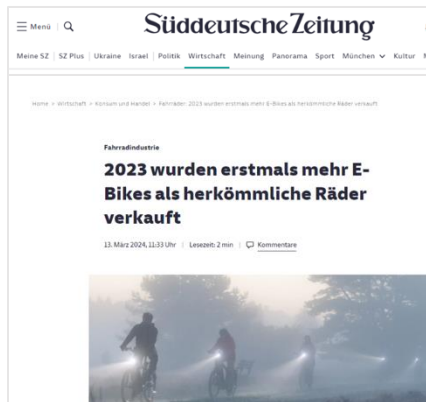 Menü
Süddeutsche Zeitung
Meine SZ | SZ Plus | Ukraine Israel | Politik Wirtschaft Meinung Panorama Sport München Kultur
Home > Wirtschaft > Konsum und Handel > Fahrräder: 2023 wurden erstmals mehr E-Bikes als herkömmliche Räder verkauft
Fahrradindustrie
2023 wurden erstmals mehr E-
Bikes als herkömmliche Räder
verkauft
13. März 2024, 11:33 Uhr | Lesezeit: 2 min | Kommentare